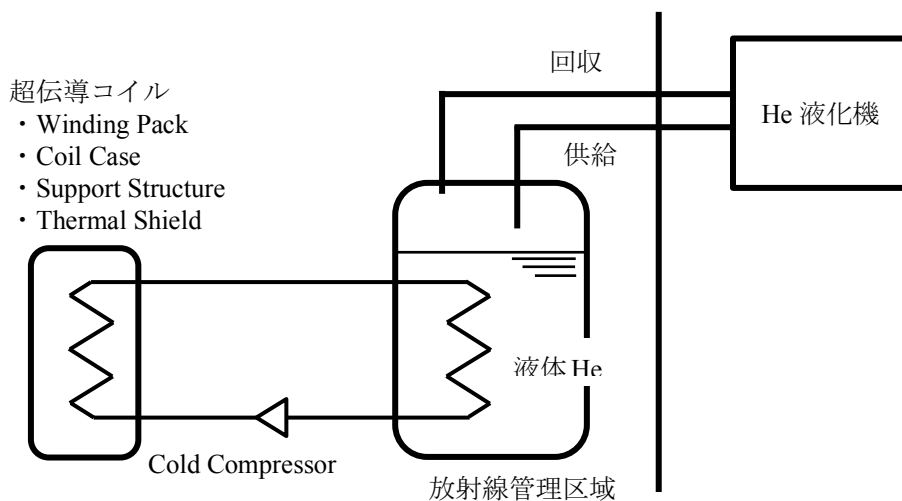 回収
He 液化機
供給
超伝導コイル
・Winding Pack
・Coil Case
・Support Structure
・Thermal Shield
液体 He
Cold Compressor
放射線管理区域